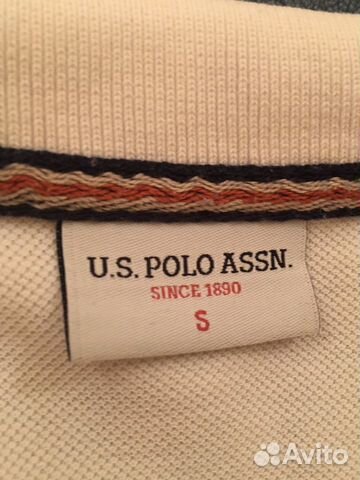 U.S. POLO ASSN.
SINCE 1890
S
Avito